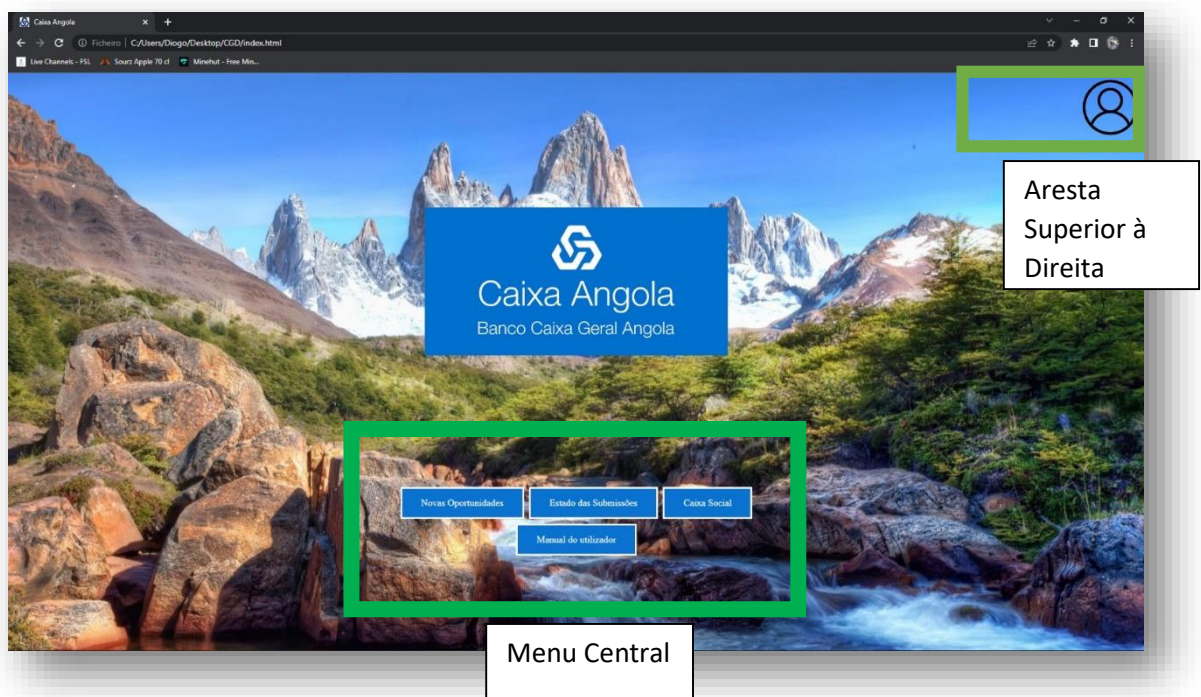 Caixa Angola
Ficheiro | C:/Users/Diogo/Desktop/CGD/index.html
Live Channels - FSL Sourz Apple 70 cl Minehut - Free Min...
Aresta
Superior à
Direita
Caixa Angola
Banco Caixa Geral Angola
Novas Oportunidades Estado das Submissões Caixa Social
Manual do utilizador
Menu Central